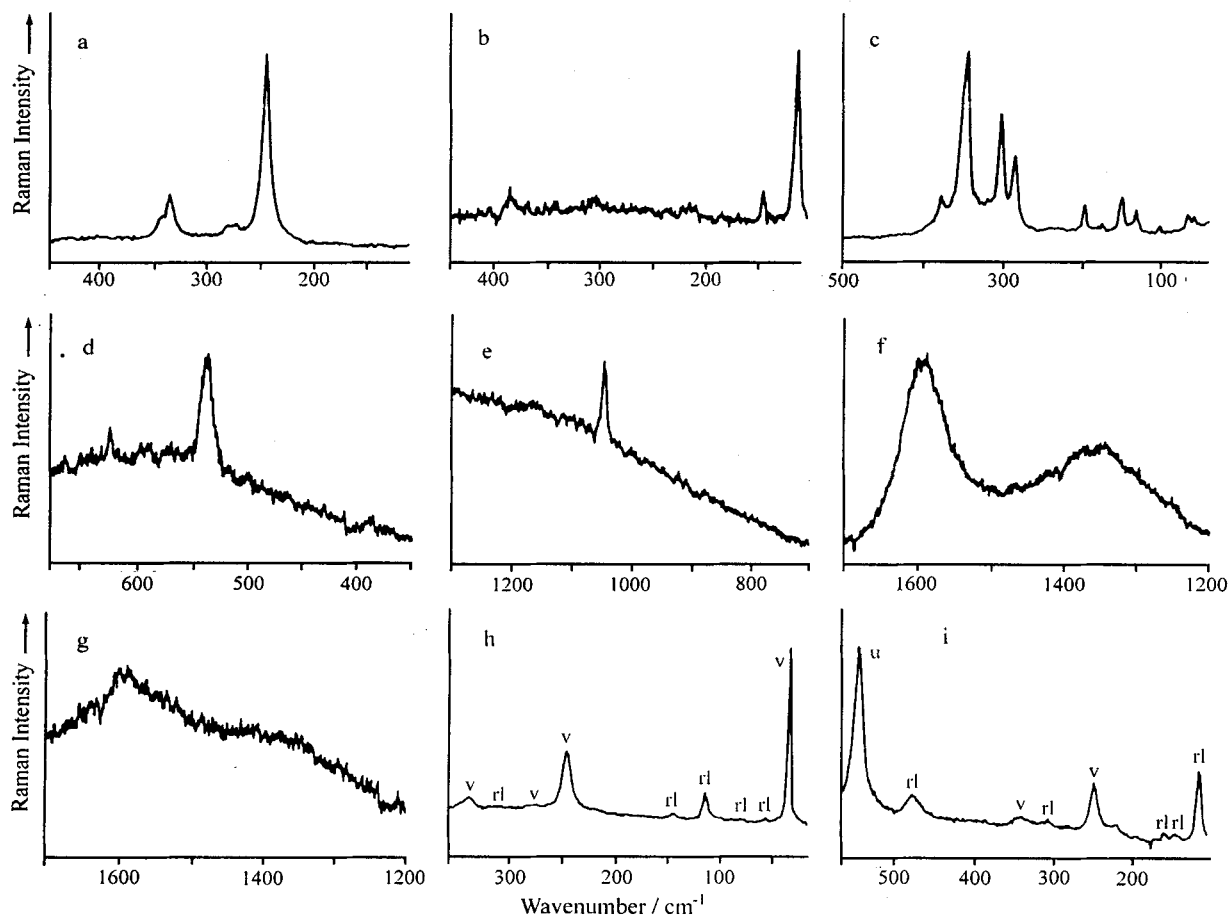 Raman Intensity →
a
b
c
400 300 200
400 300 200
500 300 100
Raman Intensity →
d
e
f
600 500 400
1200 1000 800
1600 1400 1200
Raman Intensity →
g
h
i
v rl v v rl rl rl rl v
u rl v rl v rl rl rl
1600 1400 1200
300 200 100
500 400 300 200
Wavenumber / cm⁻¹